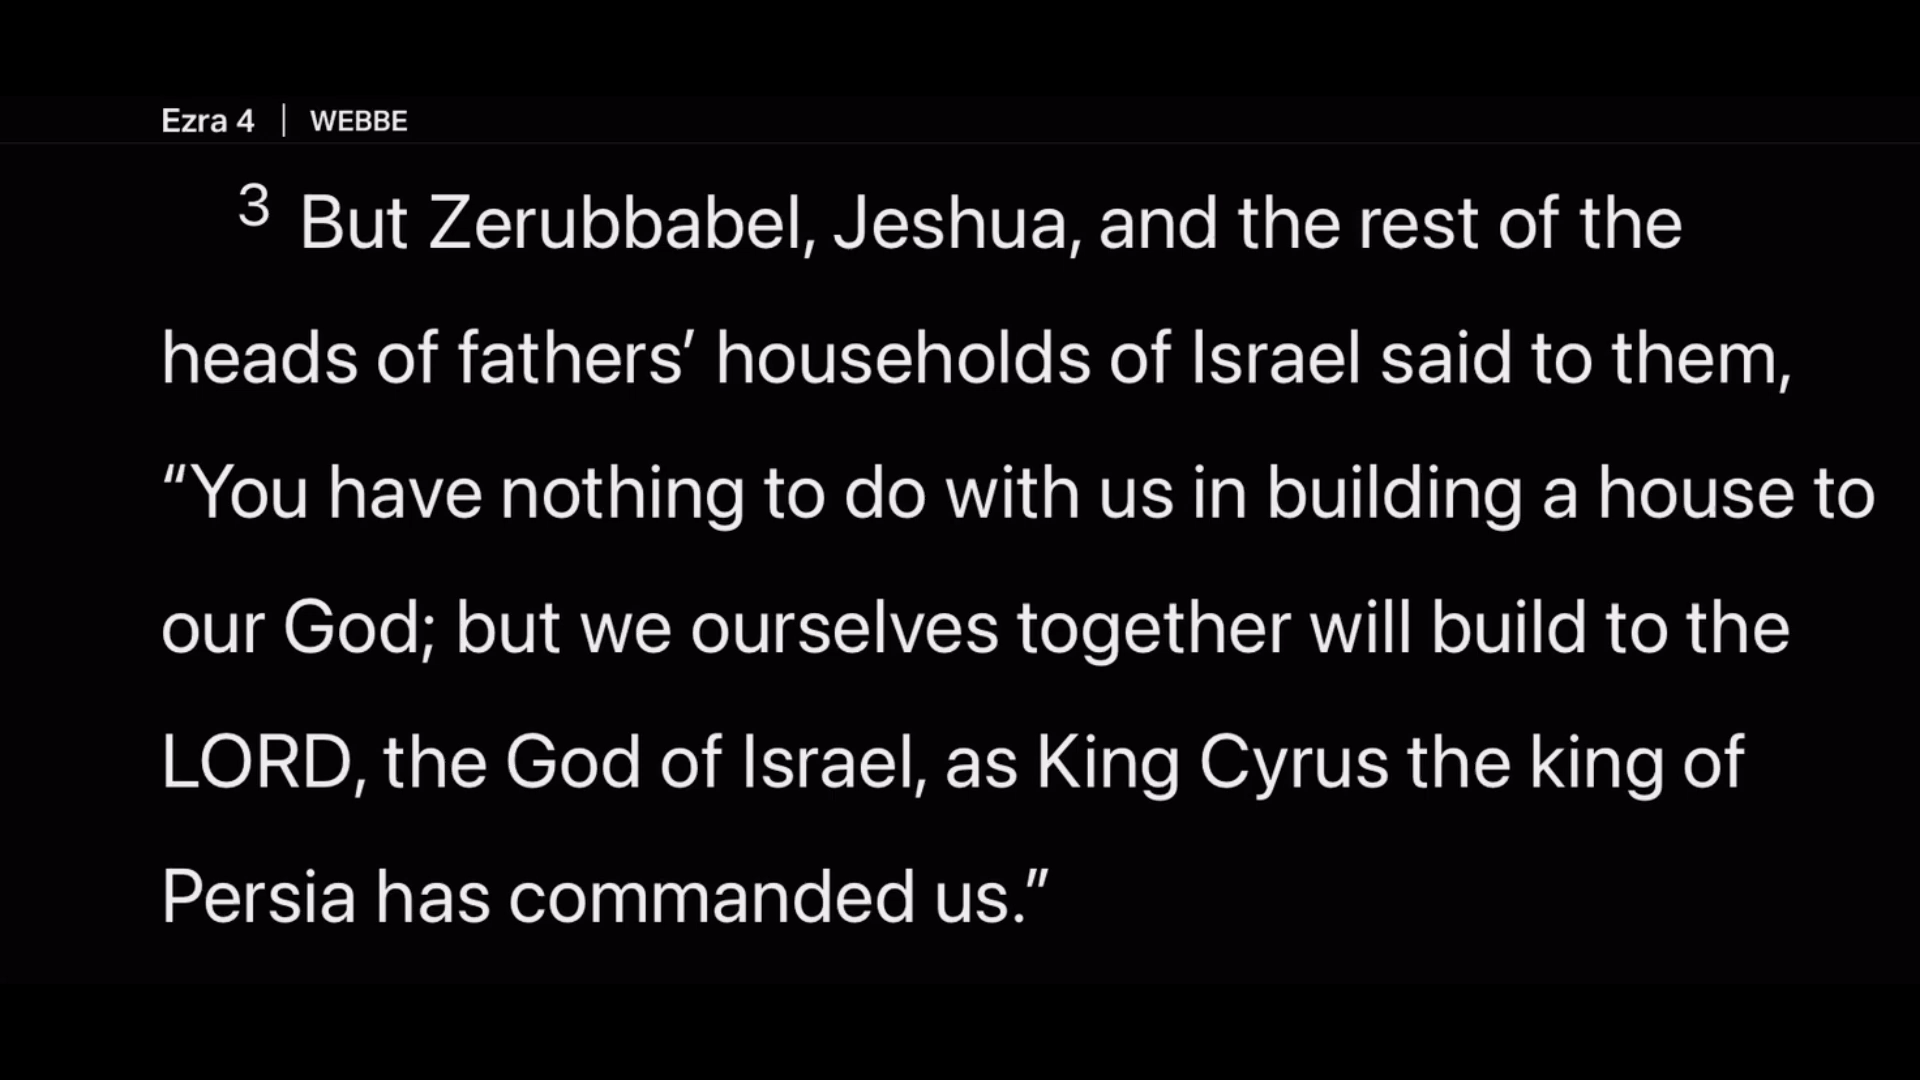 Ezra 4 | WEBBE
3 But Zerubbabel, Jeshua, and the rest of the
heads of fathers’ households of Israel said to them,
“You have nothing to do with us in building a house to
our God; but we ourselves together will build to the
LORD, the God of Israel, as King Cyrus the king of
Persia has commanded us.”